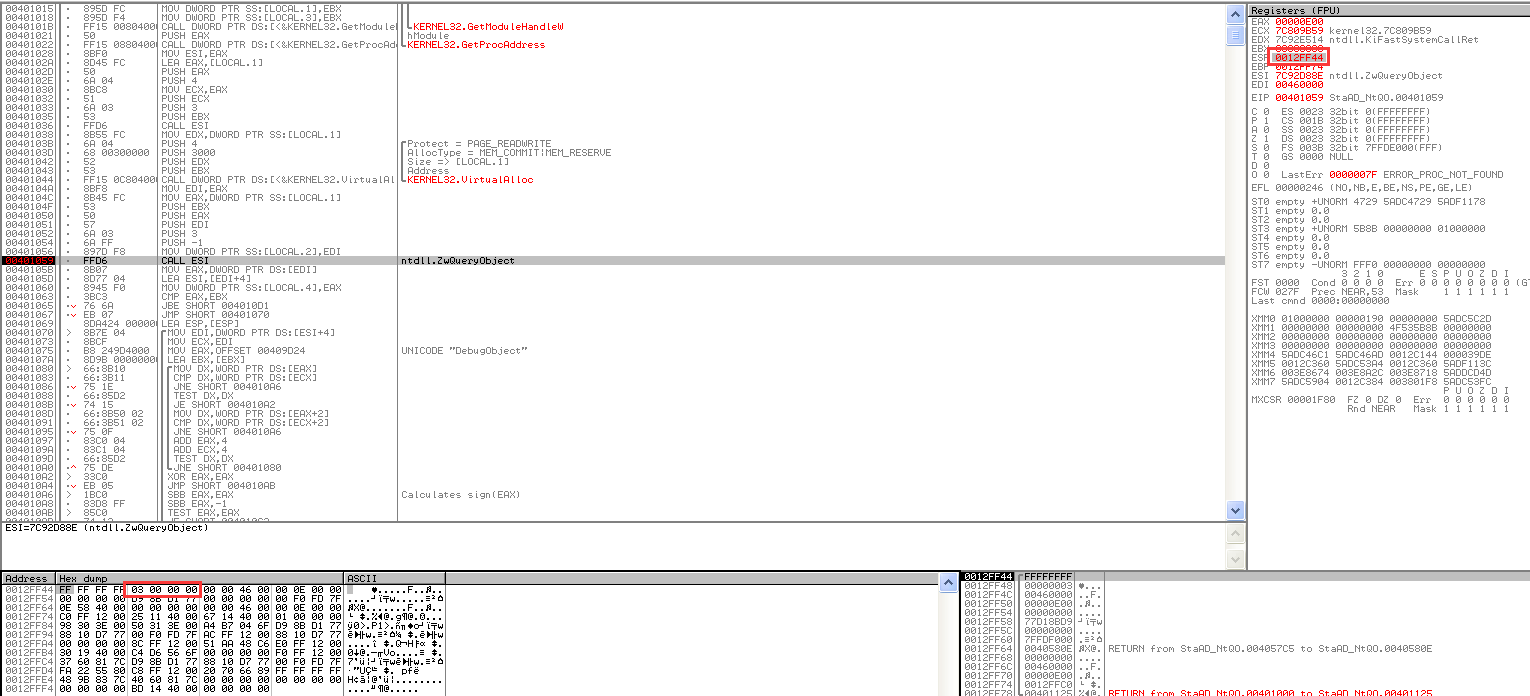 00401015 895D FC MOV DWORD PTR SS:[LOCAL.1],EBX
00401018 895D F4 MOV DWORD PTR SS:[LOCAL.3],EBX
0040101B FF15 0080400 CALL DWORD PTR DS:[<&KERNEL32.GetModule KERNEL32.GetModuleHandleW
00401021 50 PUSH EAX hModule
00401022 FF15 0880400 CALL DWORD PTR DS:[<&KERNEL32.GetProcAdd KERNEL32.GetProcAddress
00401028 8BF0 MOV ESI,EAX
0040102A 8D45 FC LEA EAX,[LOCAL.1]
0040102D 50 PUSH EAX
0040102E 6A 04 PUSH 4
00401030 8BC8 MOV ECX,EAX
00401032 51 PUSH ECX
00401033 6A 03 PUSH 3
00401035 53 PUSH EBX
00401036 FFD6 CALL ESI
00401038 8B55 FC MOV EDX,DWORD PTR SS:[LOCAL.1]
0040103B 6A 04 PUSH 4 Protect = PAGE_READWRITE
0040103D 68 00300000 PUSH 3000 AllocType = MEM_COMMIT|MEM_RESERVE
00401042 52 PUSH EDX Size => [LOCAL.1]
00401043 53 PUSH EBX Address
00401044 FF15 0C80400 CALL DWORD PTR DS:[<&KERNEL32.VirtualAl KERNEL32.VirtualAlloc
0040104A 8BF8 MOV EDI,EAX
0040104C 8B45 FC MOV EAX,DWORD PTR SS:[LOCAL.1]
0040104F 53 PUSH EBX
00401050 50 PUSH EAX
00401051 57 PUSH EDI
00401052 6A 03 PUSH 3
00401054 6A FF PUSH -1
00401056 897D F8 MOV DWORD PTR SS:[LOCAL.2],EDI
00401059 FFD6 CALL ESI ntdll.ZwQueryObject
0040105B 8B07 MOV EAX,DWORD PTR DS:[EDI]
0040105D 8D77 04 LEA ESI,[EDI+4]
00401060 8945 F0 MOV DWORD PTR SS:[LOCAL.4],EAX
00401063 3BC3 CMP EAX,EBX
00401065 76 6A JBE SHORT 004010D1
00401067 EB 07 JMP SHORT 00401070
00401069 8DA424 00000 LEA ESP,[ESP]
00401070 8B7E 04 MOV EDI,DWORD PTR DS:[ESI+4]
00401073 8BCF MOV ECX,EDI
00401075 B8 249D4000 MOV EAX,OFFSET 00409D24 UNICODE "DebugObject"
0040107A 8D9B 0000000 LEA EBX,[EBX]
00401080 66:8B10 MOV DX,WORD PTR DS:[EAX]
00401083 66:3B11 CMP DX,WORD PTR DS:[ECX]
00401086 75 1E JNE SHORT 004010A6
00401088 66:85D2 TEST DX,DX
0040108B 74 15 JE SHORT 004010A2
0040108D 66:8B50 02 MOV DX,WORD PTR DS:[EAX+2]
00401091 66:3B51 02 CMP DX,WORD PTR DS:[ECX+2]
00401095 75 0F JNE SHORT 004010A6
00401097 83C0 04 ADD EAX,4
0040109A 83C1 04 ADD ECX,4
0040109D 66:85D2 TEST DX,DX
004010A0 75 DE JNE SHORT 00401080
004010A2 33C0 XOR EAX,EAX
004010A4 EB 05 JMP SHORT 004010AB
004010A6 1BC0 SBB EAX,EAX Calculates sign(EAX)
004010A8 83D8 FF SBB EAX,-1
004010AB 85C0 TEST EAX,EAX
ESI=7C92D88E (ntdll.ZwQueryObject)
Registers (FPU)
EAX 00000E00
ECX 7C809B59 kernel32.7C809B59
EDX 7C92E514 ntdll.KiFastSystemCallRet
EBX 00000000
ESP 0012FF44
EBP 0012FF74
ESI 7C92D88E ntdll.ZwQueryObject
EDI 00460000
EIP 00401059 StaAD_NtQO.00401059
C 0 ES 0023 32bit 0(FFFFFFFF)
P 1 CS 001B 32bit 0(FFFFFFFF)
A 0 SS 0023 32bit 0(FFFFFFFF)
Z 1 DS 0023 32bit 0(FFFFFFFF)
S 0 FS 003B 32bit 7FFDE000(FFF)
T 0 GS 0000 NULL
D 0
O 0 LastErr 0000007F ERROR_PROC_NOT_FOUND
EFL 00000246 (NO,NB,E,BE,NS,PE,GE,LE)
ST0 empty +UNORM 4729 5ADC4729 5ADF1178
ST1 empty 0.0
ST2 empty 0.0
ST3 empty +UNORM 5B8B 00000000 01000000
ST4 empty 0.0
ST5 empty 0.0
ST6 empty 0.0
ST7 empty -UNORM FFF0 00000000 00000000
3 2 1 0 E S P U O Z D I
FST 0000 Cond 0 0 0 0 Err 0 0 0 0 0 0 0 0
FCW 027F Prec NEAR,53 Mask 1 1 1 1 1 1
Last cmnd 0000:00000000
XMM0 01000000 00000190 00000000 5ADC5C2D
XMM1 00000000 00000000 4F535B8B 00000000
XMM2 00000000 00000000 00000000 00000000
XMM3 00000000 00000000 00000000 00000000
XMM4 5ADC46C1 5ADC46AD 0012C144 000039DE
XMM5 0012C360 5ADC53A4 0012C360 5ADF113C
XMM6 003E8674 003E8A2C 003E8718 5ADDCD4D
XMM7 5ADC5904 0012C384 003801F8 5ADC53FC
P U O Z D I
MXCSR 00001F80 FZ 0 DZ 0 Err 0 0 0 0 0 0
Rnd NEAR Mask 1 1 1 1 1 1
Address Hex dump ASCII
0012FF44 FF FF FF FF 03 00 00 00 00 00 46 00 00 0E 00 00
0012FF54 00 00 00 00 D9 8B D1 77 00 00 00 00 00 F0 FD 7F
0012FF64 0E 58 40 00 00 00 00 00 00 00 46 00 00 0E 00 00
0012FF74 C0 FF 12 00 25 11 40 00 67 14 40 00 01 00 00 00
0012FF84 98 30 3E 00 50 31 3E 00 A4 B7 04 6F D9 8B D1 77
0012FF94 88 10 D7 77 00 F0 FD 7F AC FF 12 00 88 10 D7 77
0012FFA4 00 00 00 00 CC FF 12 00 51 AA 48 C6 E0 FF 12 00
0012FFB4 30 19 40 00 C4 D6 56 6F 00 00 00 00 F0 FF 12 00
0012FFC4 37 60 81 7C D9 8B D1 77 88 10 D7 77 00 F0 FD 7F
0012FFD4 FA 22 55 80 C8 FF 12 00 20 70 66 89 FF FF FF FF
0012FFE4 48 9B 83 7C 40 60 81 7C 00 00 00 00 00 00 00 00
0012FFF4 00 00 00 00 BD 14 40 00 00 00 00 00
0012FF44 FFFFFFFF
0012FF48 00000003
0012FF4C 00460000
0012FF50 00000E00
0012FF54 00000000
0012FF58 77D18BD9
0012FF5C 00000000
0012FF60 7FFDF000
0012FF64 0040580E RETURN from StaAD_NtQO.004057C5 to StaAD_NtQO.0040580E
0012FF68 00000000
0012FF6C 00460000
0012FF70 00000E00
0012FF74 0012FFC0
0012FF78 00401125 RETURN from StaAD_NtQO.00401000 to StaAD_NtQO.00401125